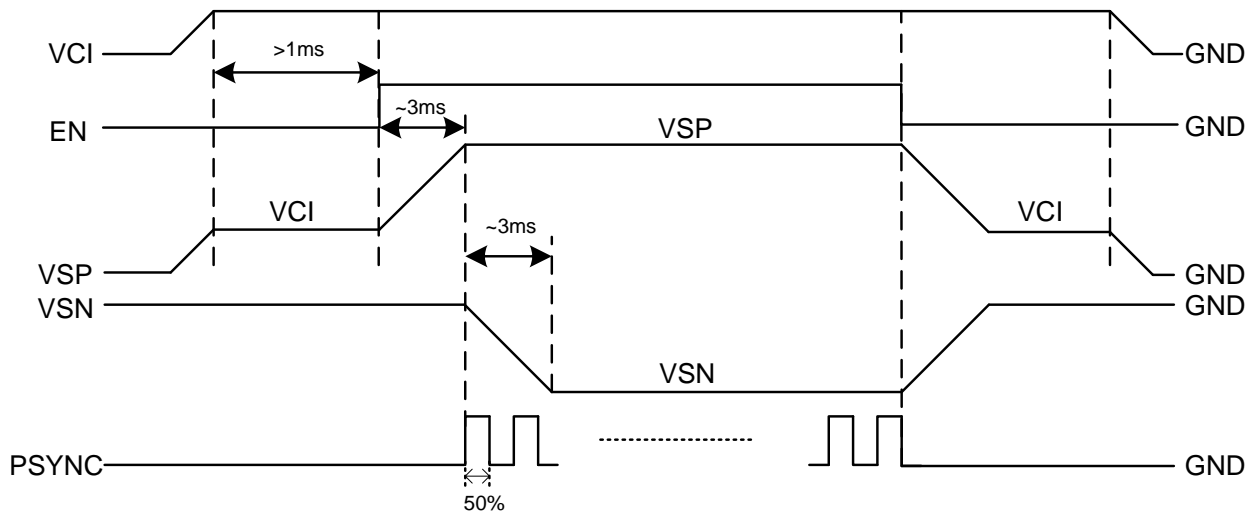 VCI
>1ms
GND
EN
~3ms
VSP
GND
VCI
VCI
~3ms
VSP
GND
VSN
GND
VSN
PSYNC
GND
50%